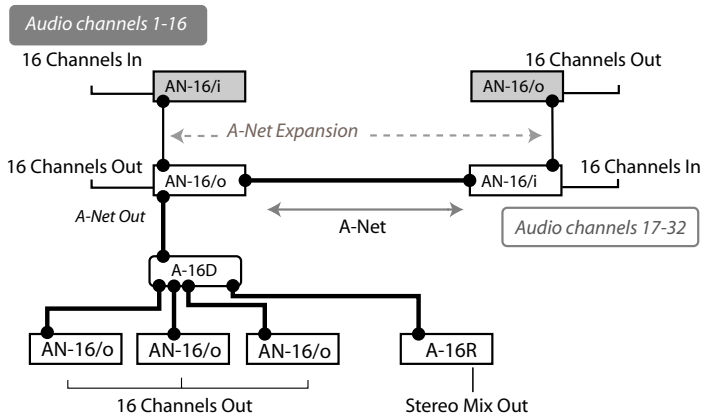 Audio channels 1-16
16 Channels In
16 Channels Out
AN-16/i
AN-16/o
A-Net Expansion
16 Channels Out
16 Channels In
AN-16/o
AN-16/i
A-Net Out
A-Net
Audio channels 17-32
A-16D
AN-16/o
AN-16/o
AN-16/o
A-16R
16 Channels Out
Stereo Mix Out